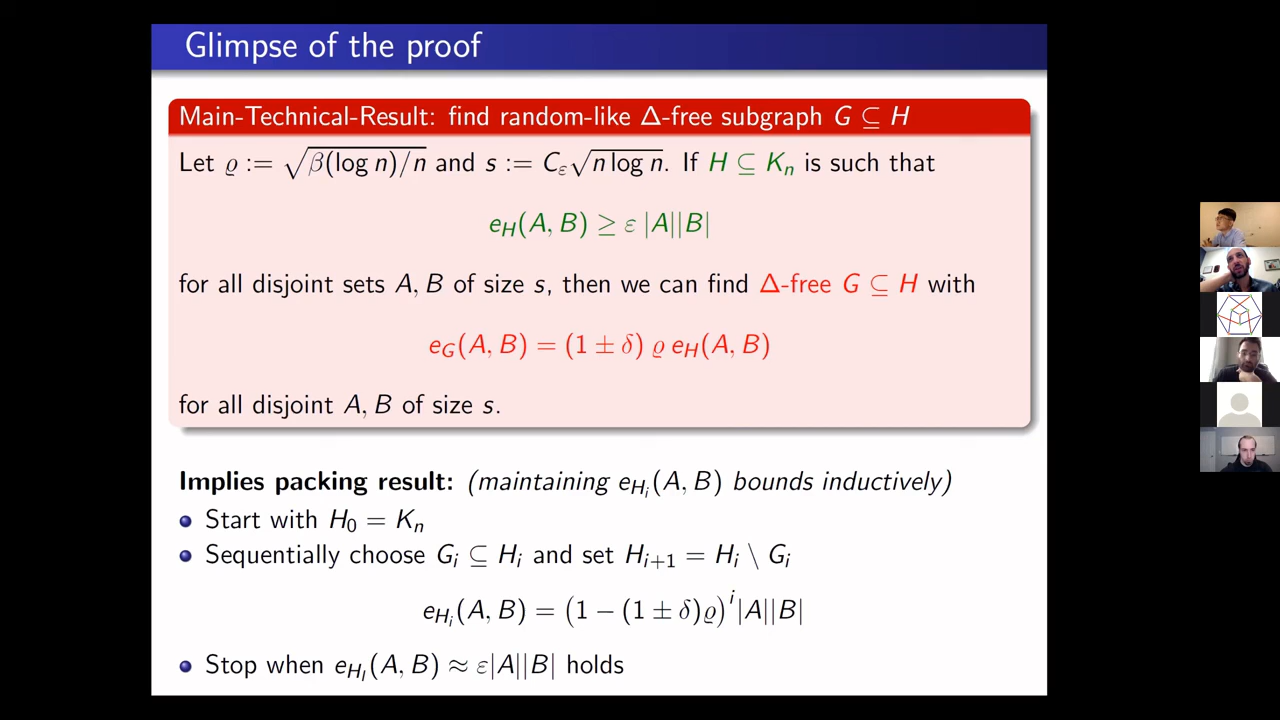 Glimpse of the proof
Main-Technical-Result: find random-like Δ-free subgraph G ⊆ H
Let ϱ := √β(log n)/n and s := C_ε√n log n. If H ⊆ K_n is such that
e_H(A, B) ≥ ε |A||B|
for all disjoint sets A, B of size s, then we can find Δ-free G ⊆ H with
e_G(A, B) = (1 ± δ) ϱ e_H(A, B)
for all disjoint A, B of size s.
Implies packing result: (maintaining e_{H_i}(A, B) bounds inductively)
Start with H_0 = K_n
Sequentially choose G_i ⊆ H_i and set H_{i+1} = H_i \ G_i
e_{H_i}(A, B) = (1 − (1 ± δ)ϱ)^i |A||B|
Stop when e_{H_I}(A, B) ≈ ε|A||B| holds